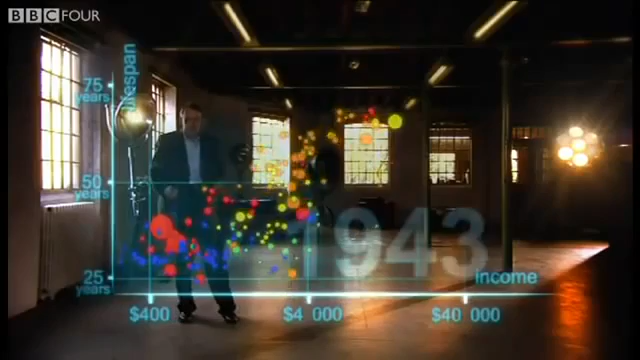 BBC FOUR
lifespan
75
years
50
years
1943
25
years
income
$400
$4 000
$40 000